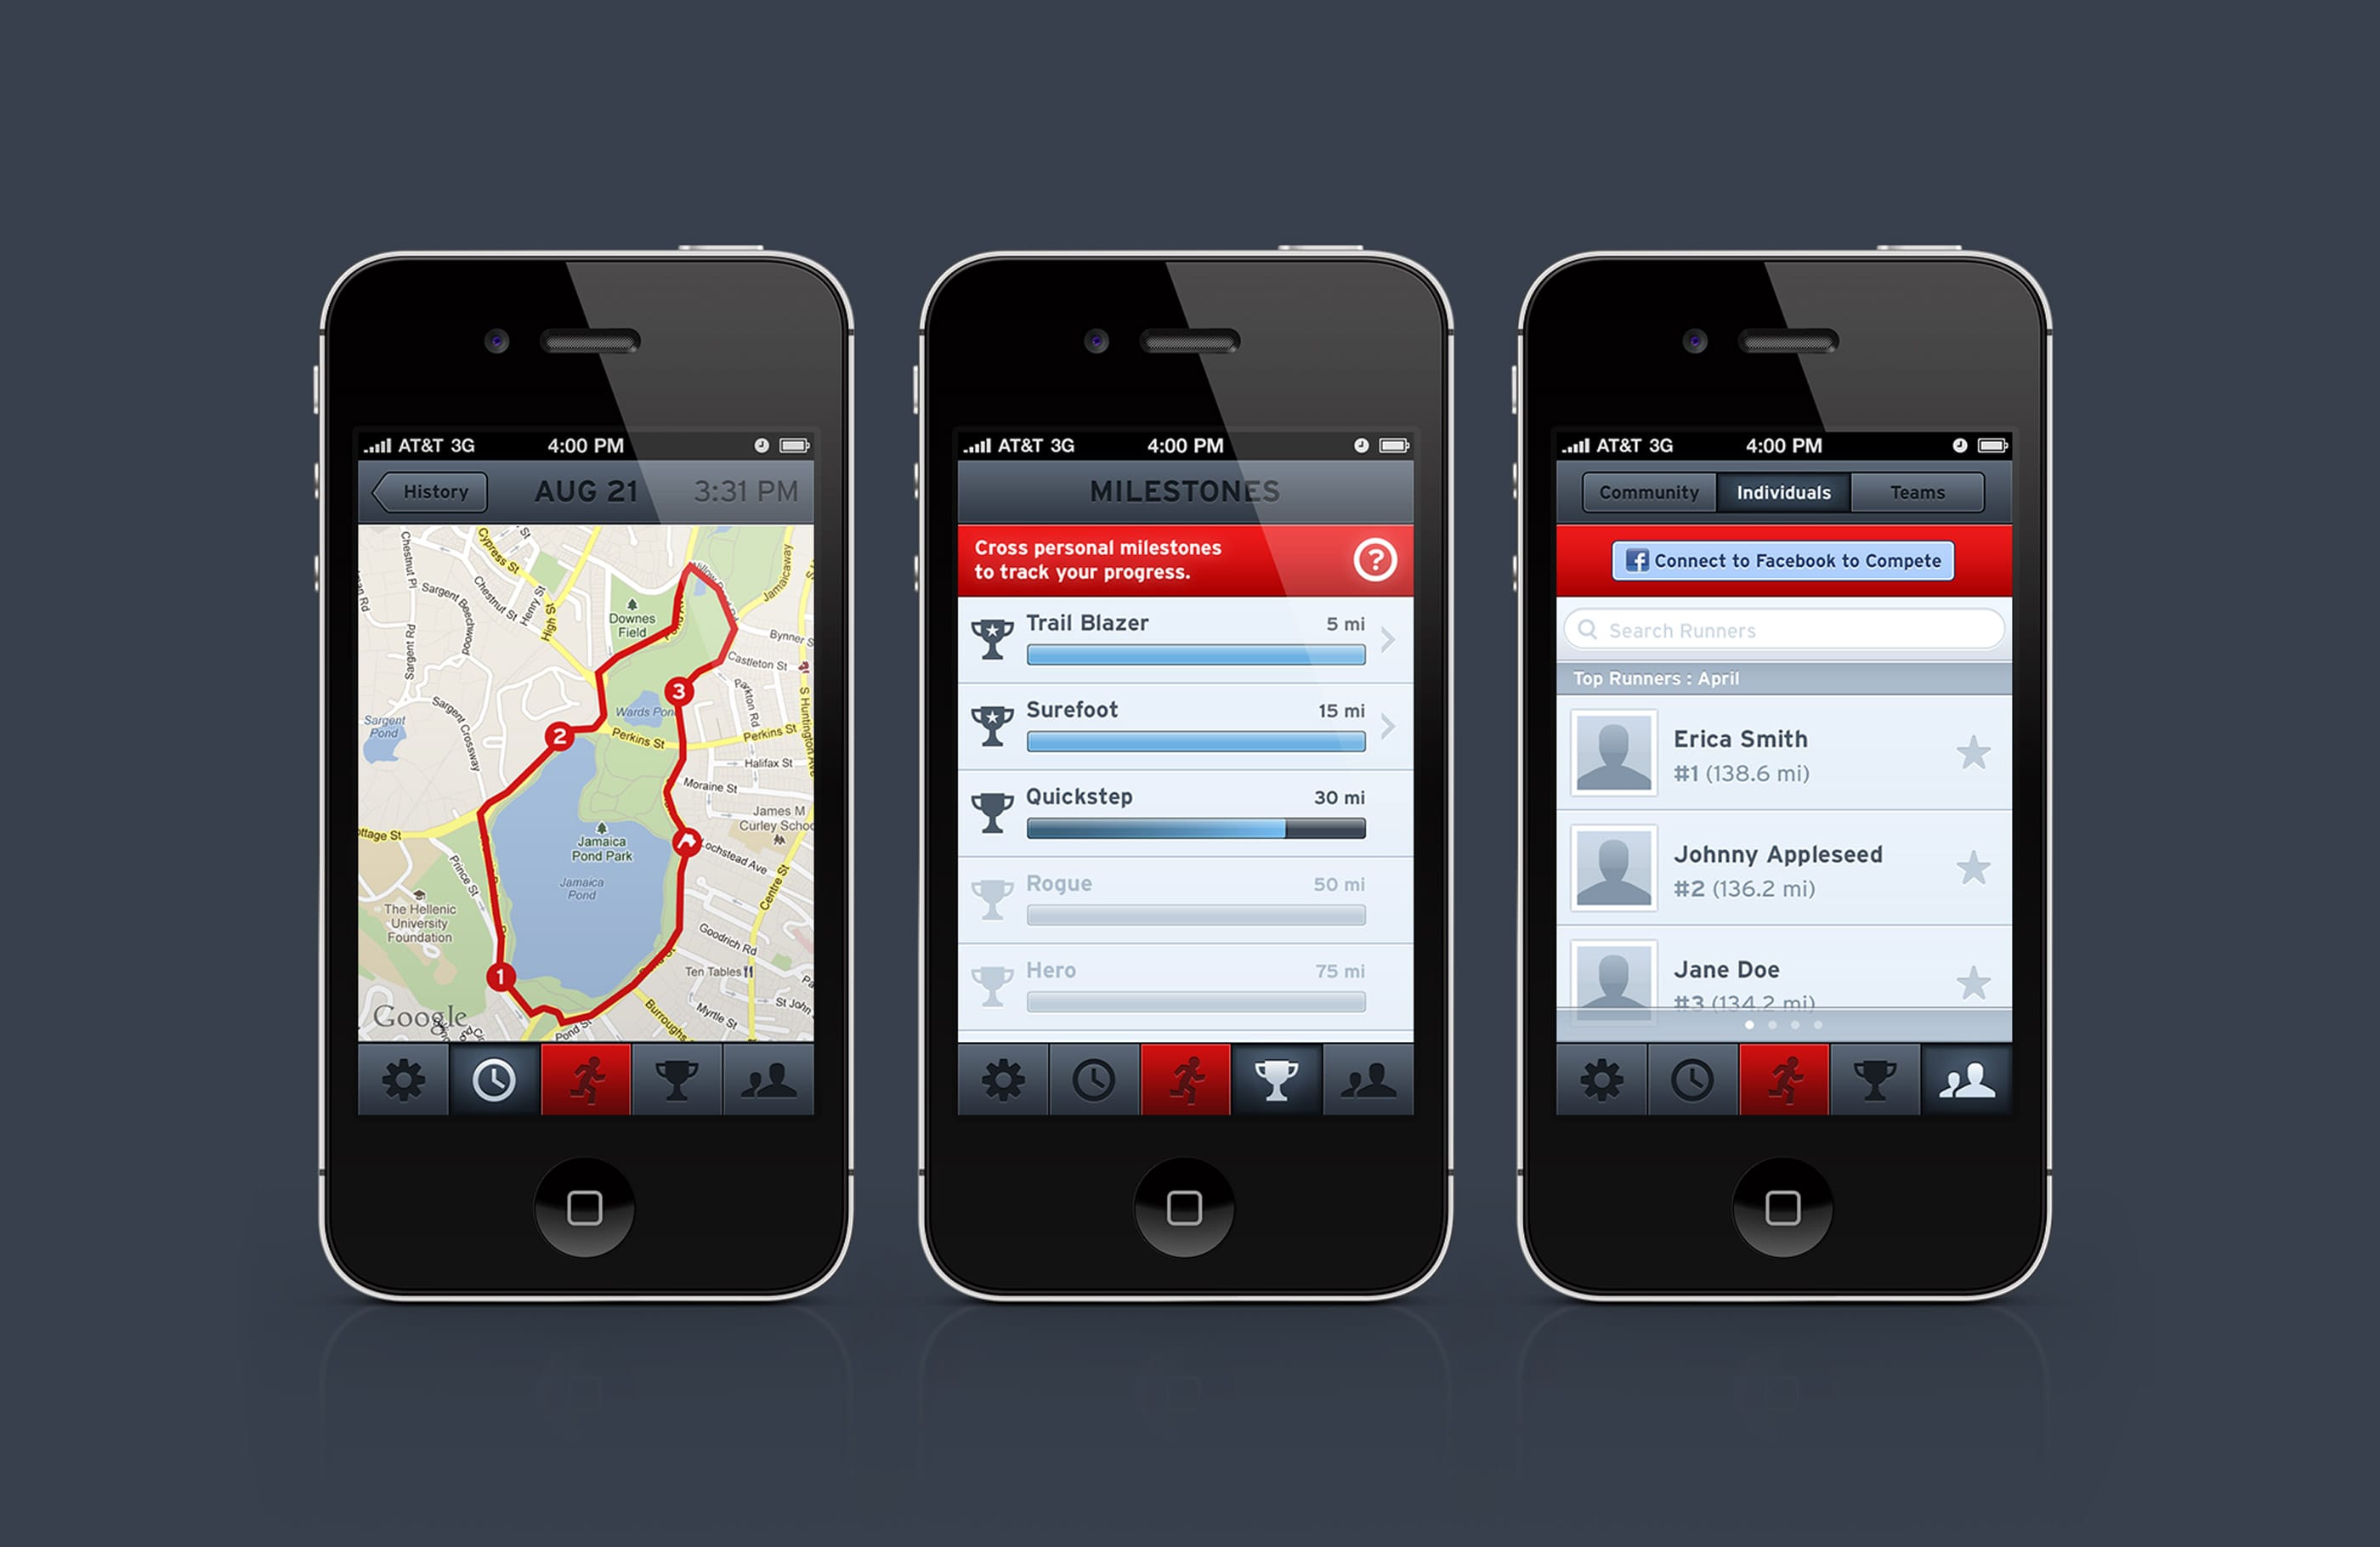 AT&T 3G 4:00 PM
History AUG 21 3:31 PM
Chestnut Pl
Cypress St
Sargent Rd
Sargent Beechwood
Chestnut St
Henry St
High St
Downes
Field
Jamaicaway
Bynner S
Castleton St
Parkton Rd
S Huntington Ave
Sargent
Pond
Sargent Crossway
3
Wards Pond
2
Perkins St
Perkins St
Halifax St
Moraine St
James M
Curley Schoo
ottage St
Jamaica
Pond Park
Lochstead Ave
Prince St
Jamaica
Pond
Centre St
The Hellenic
University
Foundation
Goodrich Rd
1
Ten Tables
St John
Google
Pond St
Burroughs
Myrtle St
AT&T 3G 4:00 PM
MILESTONES
Cross personal milestones
to track your progress.
?
Trail Blazer 5 mi
Surefoot 15 mi
Quickstep 30 mi
Rogue 50 mi
Hero 75 mi
AT&T 3G 4:00 PM
Community Individuals Teams
f Connect to Facebook to Compete
Search Runners
Top Runners : April
Erica Smith
#1 (138.6 mi)
Johnny Appleseed
#2 (136.2 mi)
Jane Doe
#3 (134.2 mi)